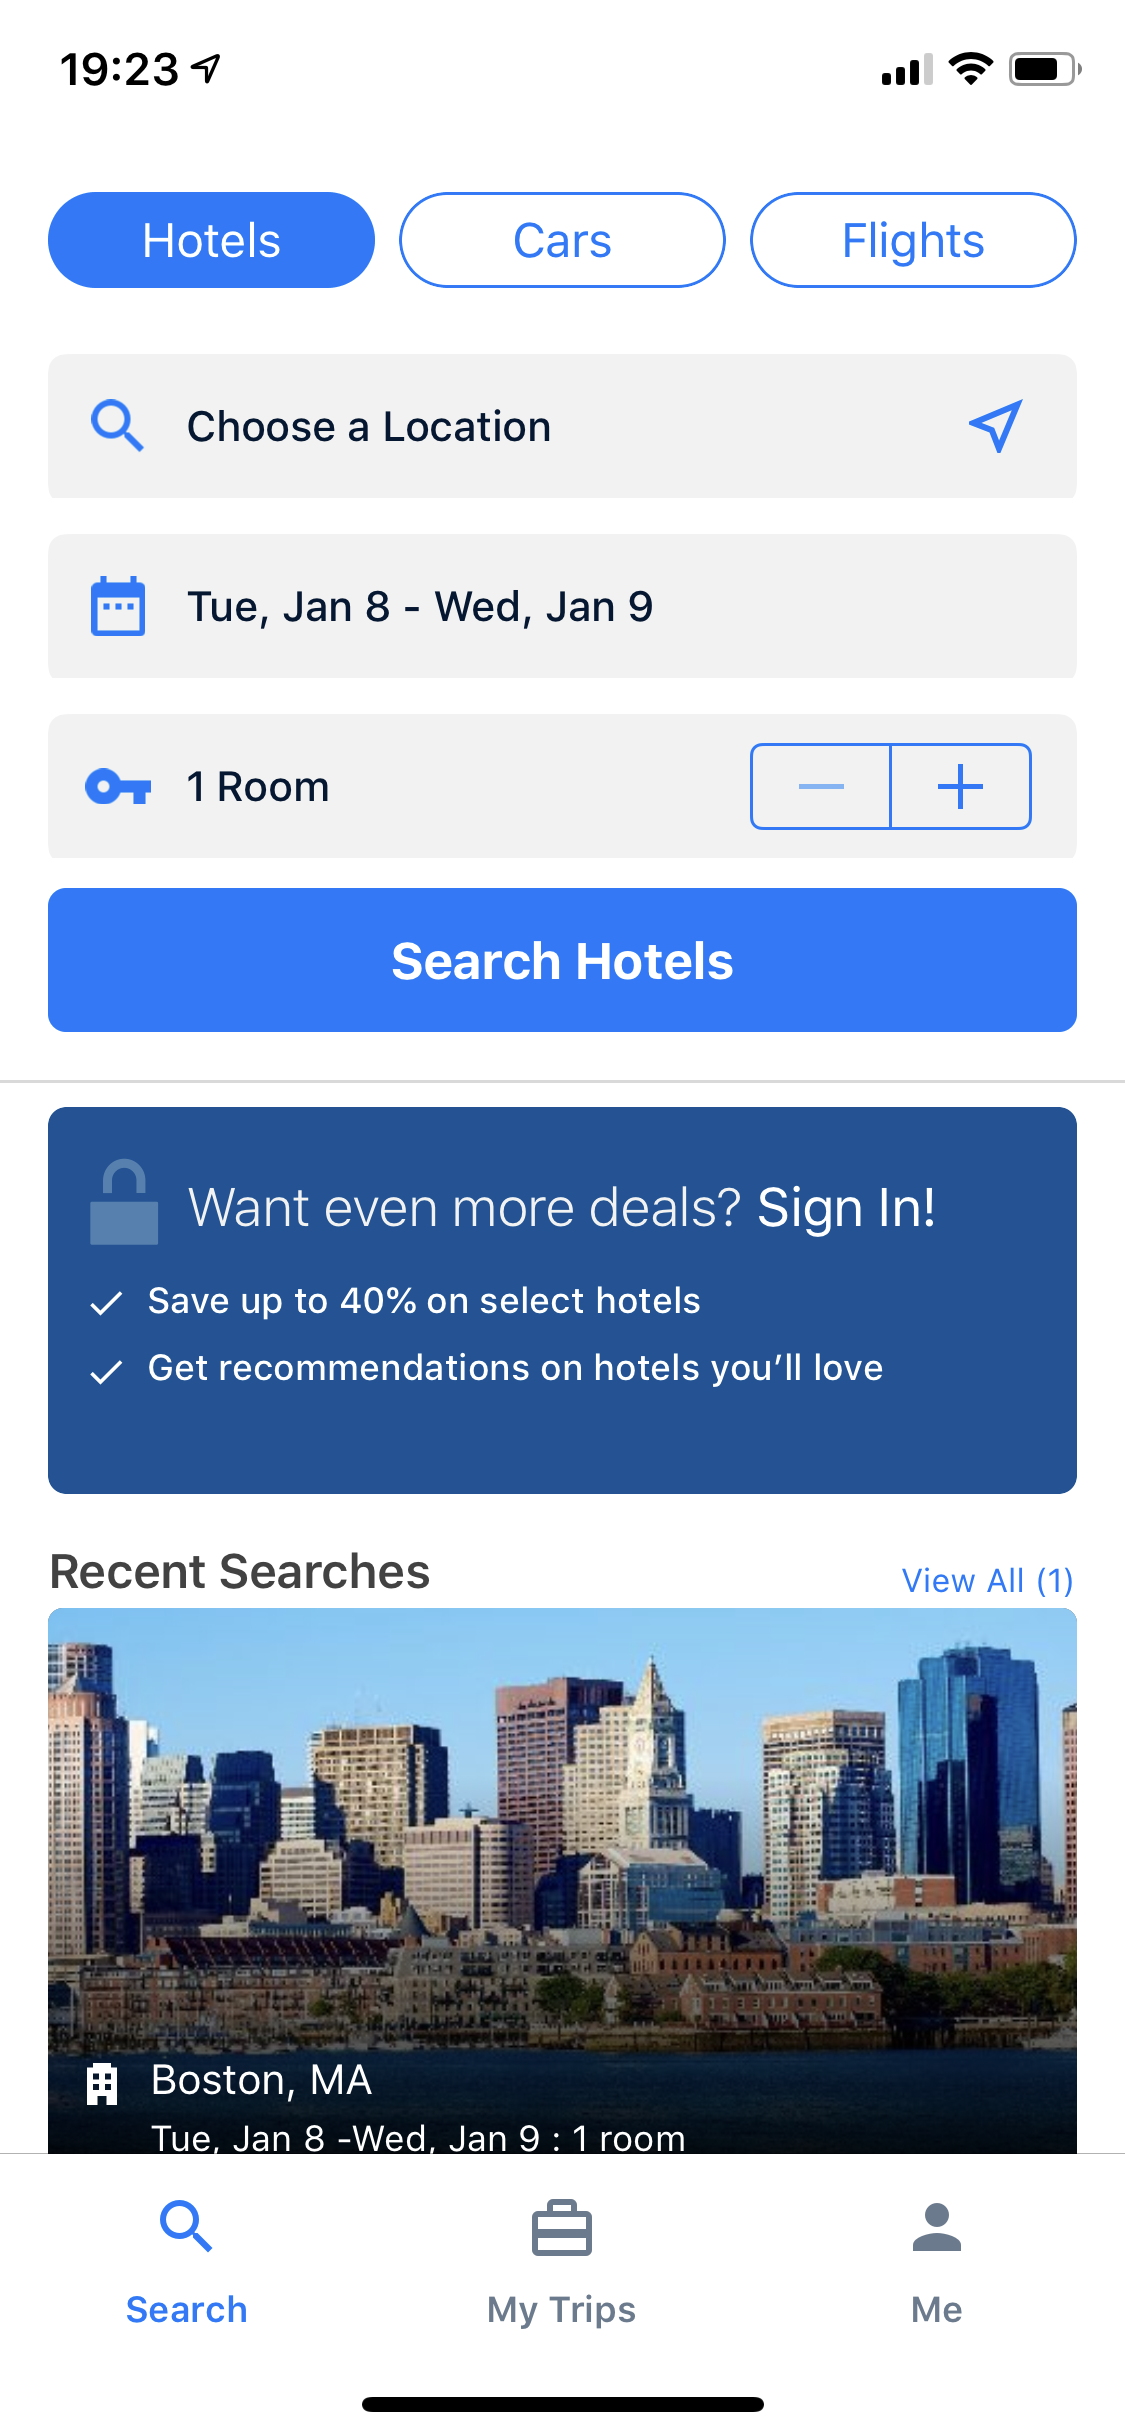 19:23
Hotels
Cars
Flights
Choose a Location
Tue, Jan 8 - Wed, Jan 9
1 Room
Search Hotels
Want even more deals? Sign In!
Save up to 40% on select hotels
Get recommendations on hotels you’ll love
Recent Searches
View All (1)
Boston, MA
Tue, Jan 8 -Wed, Jan 9 : 1 room
Search
My Trips
Me